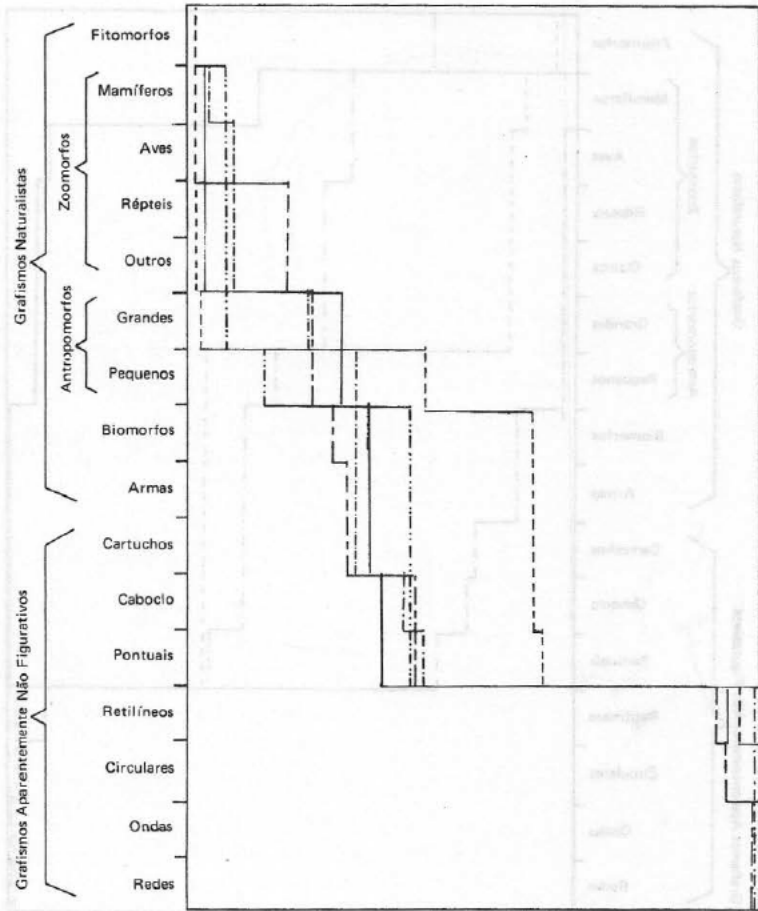 Grafismos Naturalistas
Zoomorfos
Antropomorfos
Fitomorfos
Mamíferos
Aves
Répteis
Outros
Grandes
Pequenos
Biomorfos
Armas
Grafismos Aparentemente Não Figurativos
Cartuchos
Caboclo
Pontuais
Retilíneos
Circulares
Ondas
Redes